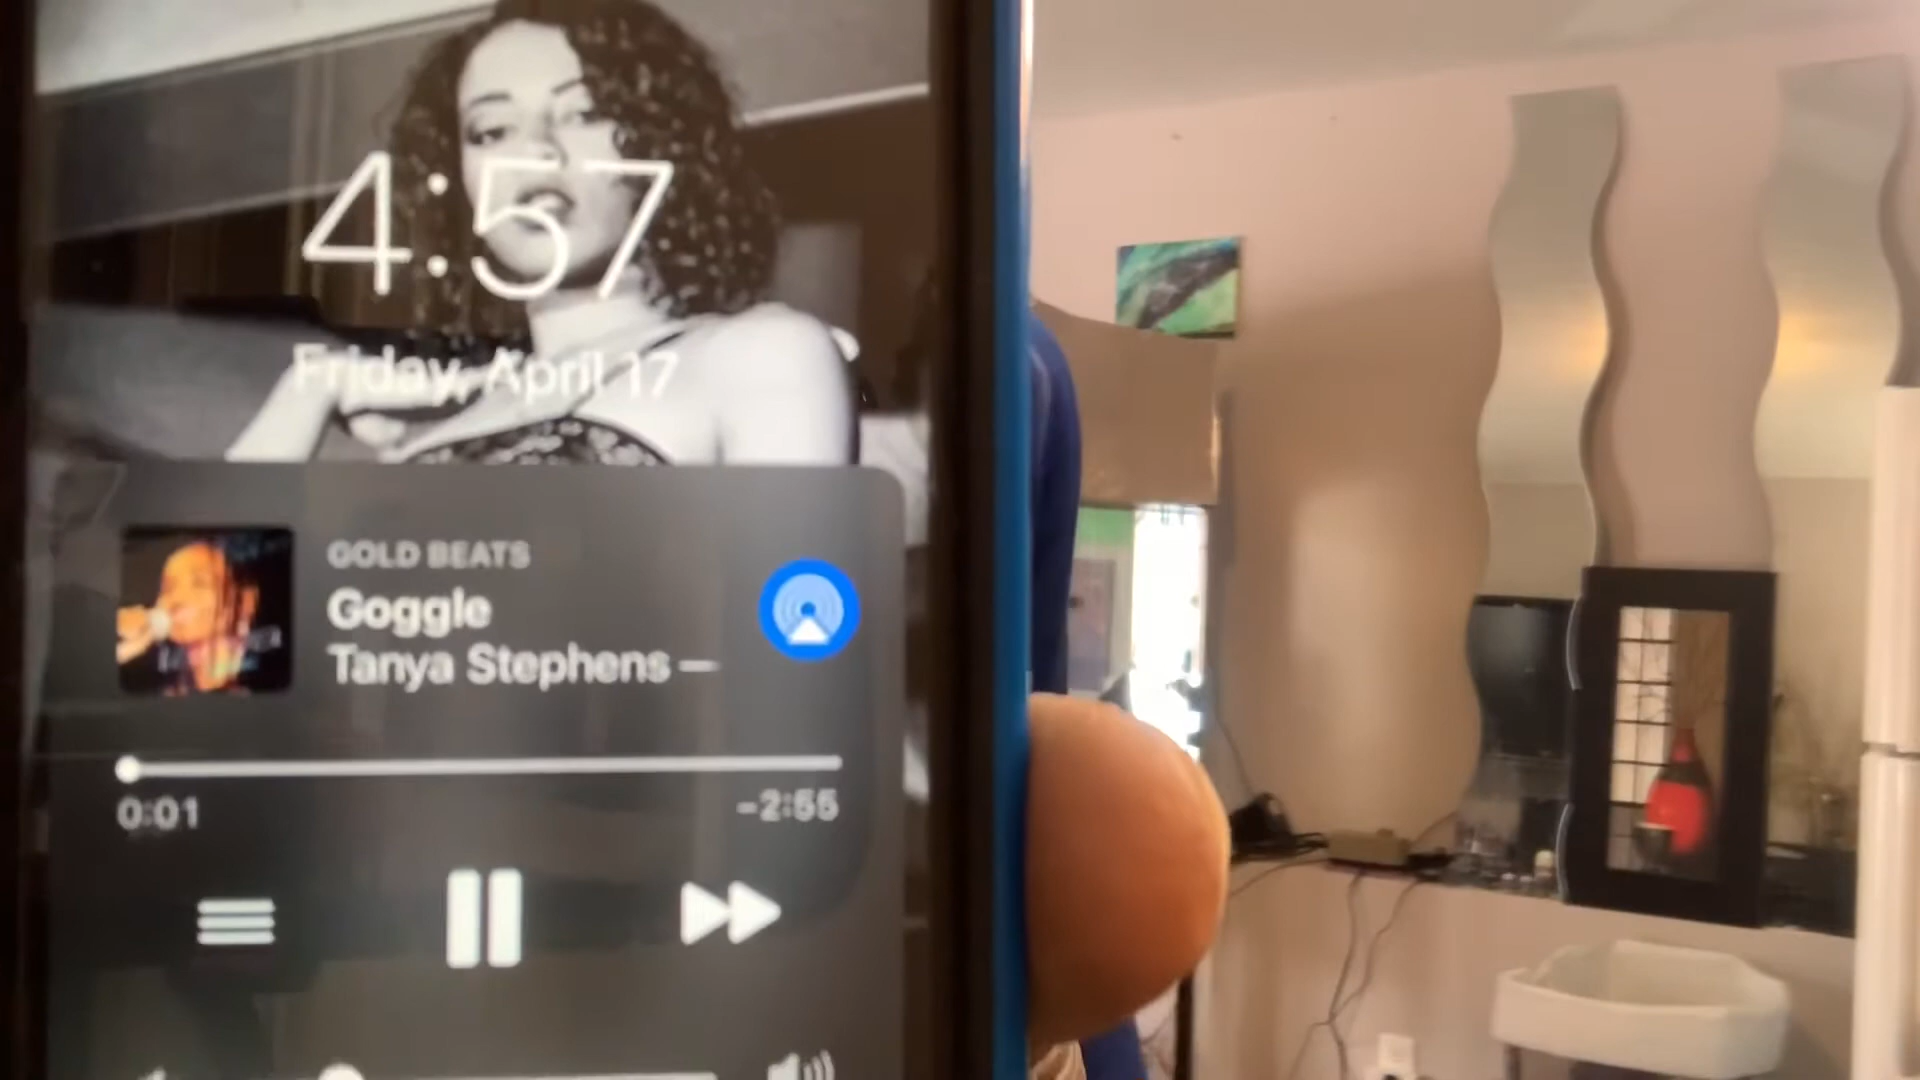 4:57
Friday, April 17
GOLD BEATS
Goggle
Tanya Stephens —
0:01
-2:55